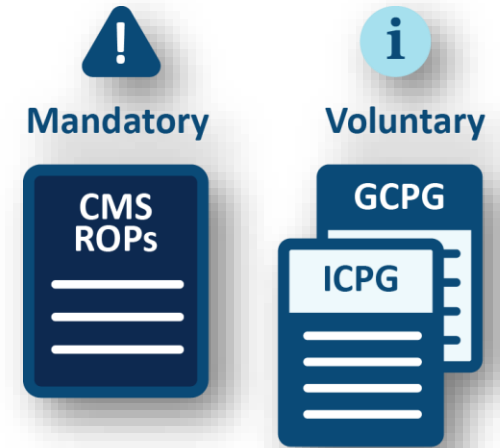 !
i
Mandatory
Voluntary
CMS
ROPs
GCPG
ICPG